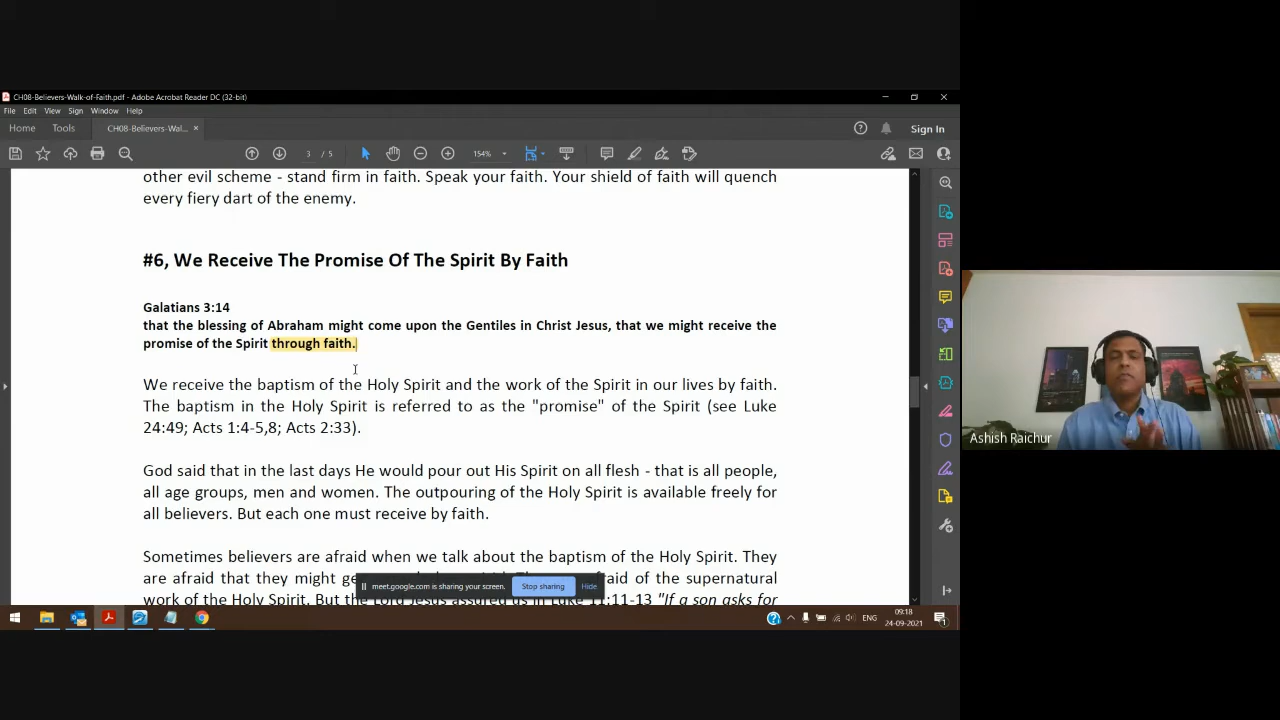 CH08-Believers-Walk-of-Faith.pdf - Adobe Acrobat Reader DC (32-bit)
File Edit View Sign Window Help
Home Tools CH08-Believers-Wal... × Sign In
3 / 5 154%
other evil scheme - stand firm in faith. Speak your faith. Your shield of faith will quench
every fiery dart of the enemy.
#6, We Receive The Promise Of The Spirit By Faith
Galatians 3:14
that the blessing of Abraham might come upon the Gentiles in Christ Jesus, that we might receive the
promise of the Spirit through faith.
We receive the baptism of the Holy Spirit and the work of the Spirit in our lives by faith.
The baptism in the Holy Spirit is referred to as the "promise" of the Spirit (see Luke
24:49; Acts 1:4-5,8; Acts 2:33).
God said that in the last days He would pour out His Spirit on all flesh - that is all people,
all age groups, men and women. The outpouring of the Holy Spirit is available freely for
all believers. But each one must receive by faith.
Sometimes believers are afraid when we talk about the baptism of the Holy Spirit. They
are afraid that they might ge of the supernatural
work of the Holy Spirit. But the Lord Jesus assured us in Luke 11:11-13 "If a son asks for
meet.google.com is sharing your screen. Stop sharing Hide
Ashish Raichur
ENG
09:18
24-09-2021